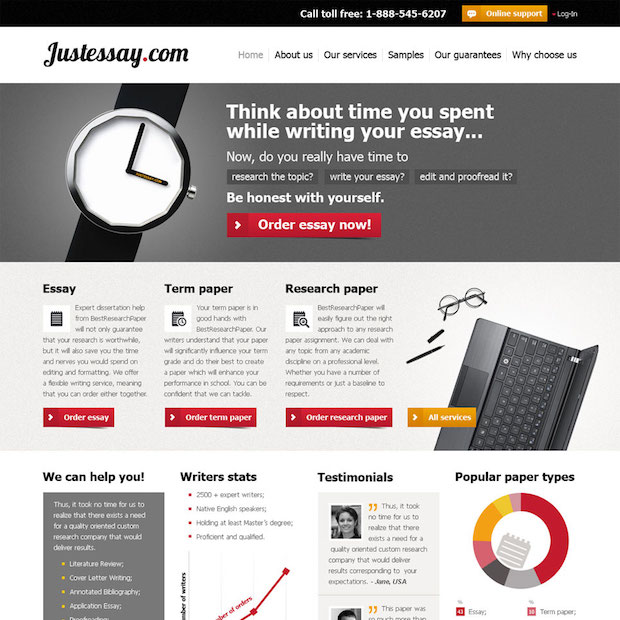 Call toll free: 1-888-545-6207
Online support
Log-In
Justessay.com
Home
About us
Our services
Samples
Our guarantees
Why choose us
Think about time you spent
while writing your essay...
Now, do you really have time to
research the topic?
write your essay?
edit and proofread it?
Be honest with yourself.
Order essay now!
Essay
Expert dissertation help
from BestResearchPaper
will not only guarantee
that your research is worthwhile,
but it will also save you the time
and nerves you would spend on
editing and formatting. We offer
a flexible writing service, meaning
that you can order either together.
Order essay
Term paper
Your term paper is in
good hands with
BestResearchPaper. Our
writers understand that your paper
will significantly influence your term
grade and do their best to create
a paper which will enhance your
performance in school. You can be
confident that we can tackle.
Order term paper
Research paper
BestResearchPaper will
easily figure out the right
approach to any research
paper assignment. We can deal with
any topic from any academic
discipline on a professional level.
Whether you have a number of
requirements or just a baseline to
respect.
Order research paper
All services
We can help you!
Thus, it took no time for us to
realize that there exists a need
for a quality oriented custom
research company that would
deliver results.
Literature Review;
Cover Letter Writing;
Annotated Bibliography;
Application Essay;
Proofreading;
Writers stats
2500 + expert writers;
Native English speakers;
Holding at least Master's degree;
Proficient and qualified.
number of writers
number of orders
Testimonials
Thus, it took
no time for us to
realize that there
exists a need for
a quality oriented custom
research company that would
deliver results corresponding to your
expectations. - June, USA
This paper was
so much more
Popular paper types
43 Essay;
Term paper;